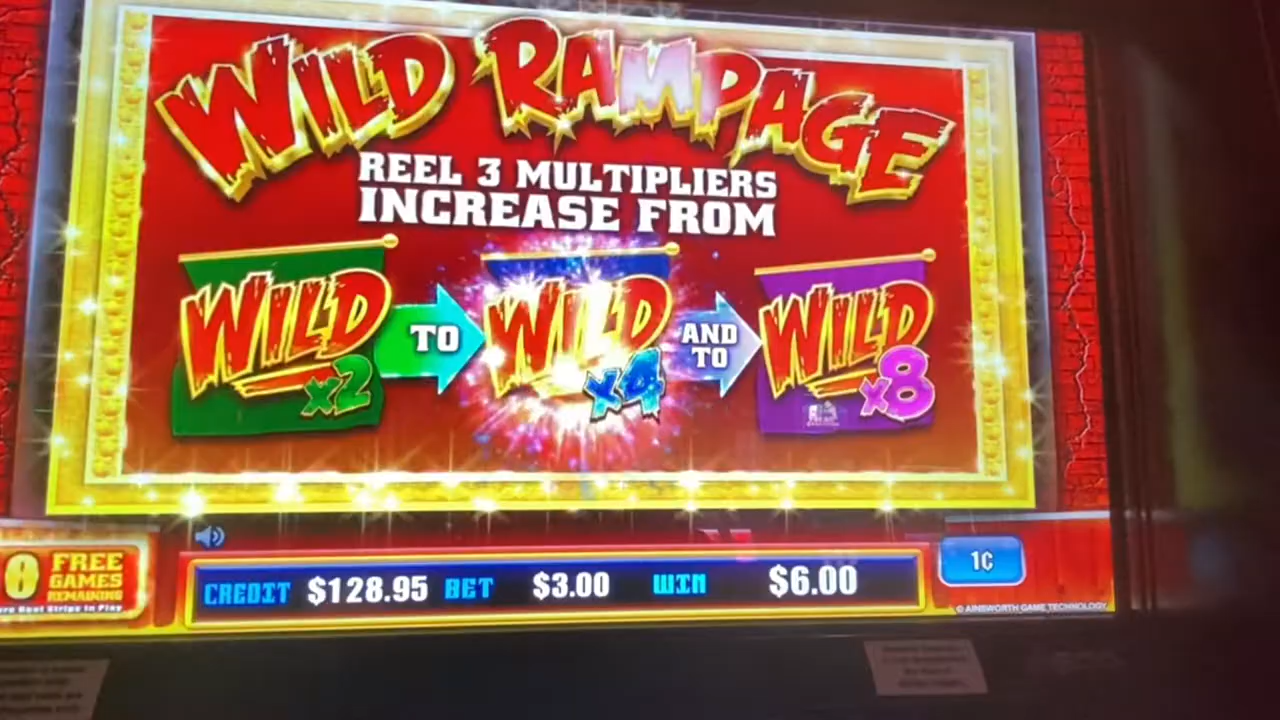 WILD RAMPAGE
REEL 3 MULTIPLIERS
INCREASE FROM
WILD x2
TO
WILD x4
AND TO
WILD x8
FREE
GAMES
REMAINING
CREDIT $128.95 BET $3.00 WIN $6.00
1¢
© AINSWORTH GAME TECHNOLOGY